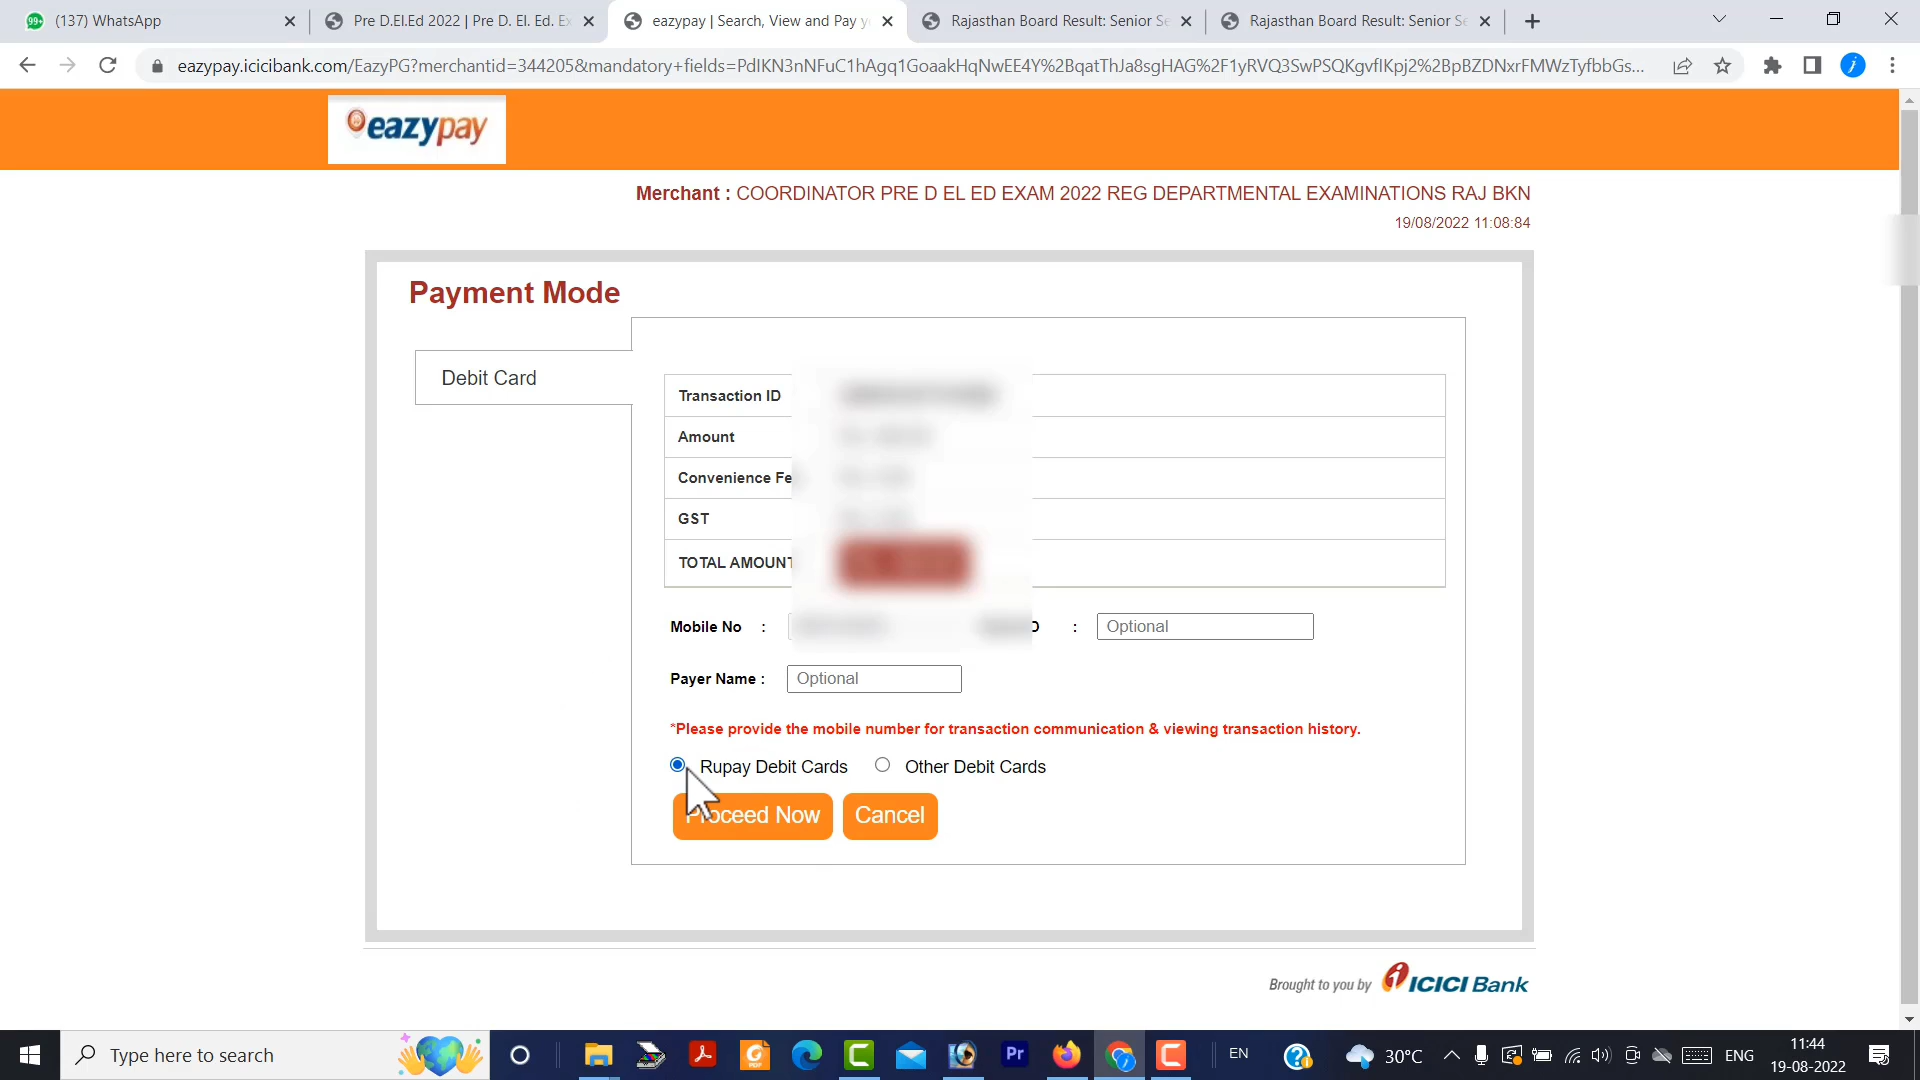 99+ (137) WhatsApp
Pre D.El.Ed 2022 | Pre D. El. Ed. Ex
eazypay | Search, View and Pay yo
Rajasthan Board Result: Senior Se
Rajasthan Board Result: Senior Se
eazypay.icicibank.com/EazyPG?merchantid=344205&mandatory+fields=PdIKN3nNFuC1hAgq1GoaakHqNwEE4Y%2BqatThJa8sgHAG%2F1yRVQ3SwPSQKgvfIKpj2%2BpBZDNxrFMWzTyfbbGs...
eazypay
Merchant : COORDINATOR PRE D EL ED EXAM 2022 REG DEPARTMENTAL EXAMINATIONS RAJ BKN
19/08/2022 11:08:84
Payment Mode
Debit Card
Transaction ID
Amount
Convenience Fe
GST
TOTAL AMOUNT
Mobile No : D : Optional
Payer Name : Optional
*Please provide the mobile number for transaction communication & viewing transaction history.
Rupay Debit Cards Other Debit Cards
Proceed Now Cancel
Brought to you by ICICI Bank
Type here to search
Pr
EN
30°C
ENG
11:44
19-08-2022